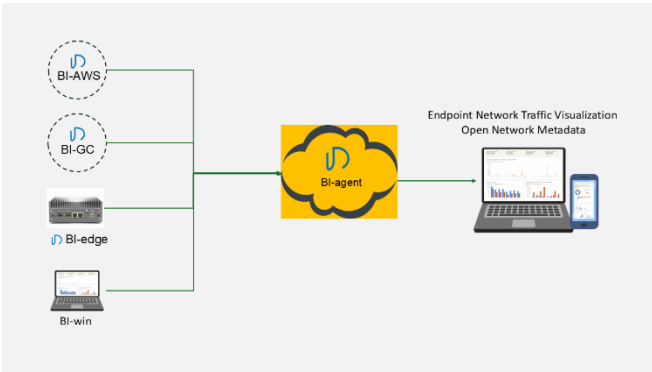 BI-AWS
BI-GC
BI-edge
BI-win
BI-agent
Endpoint Network Traffic Visualization
Open Network Metadata